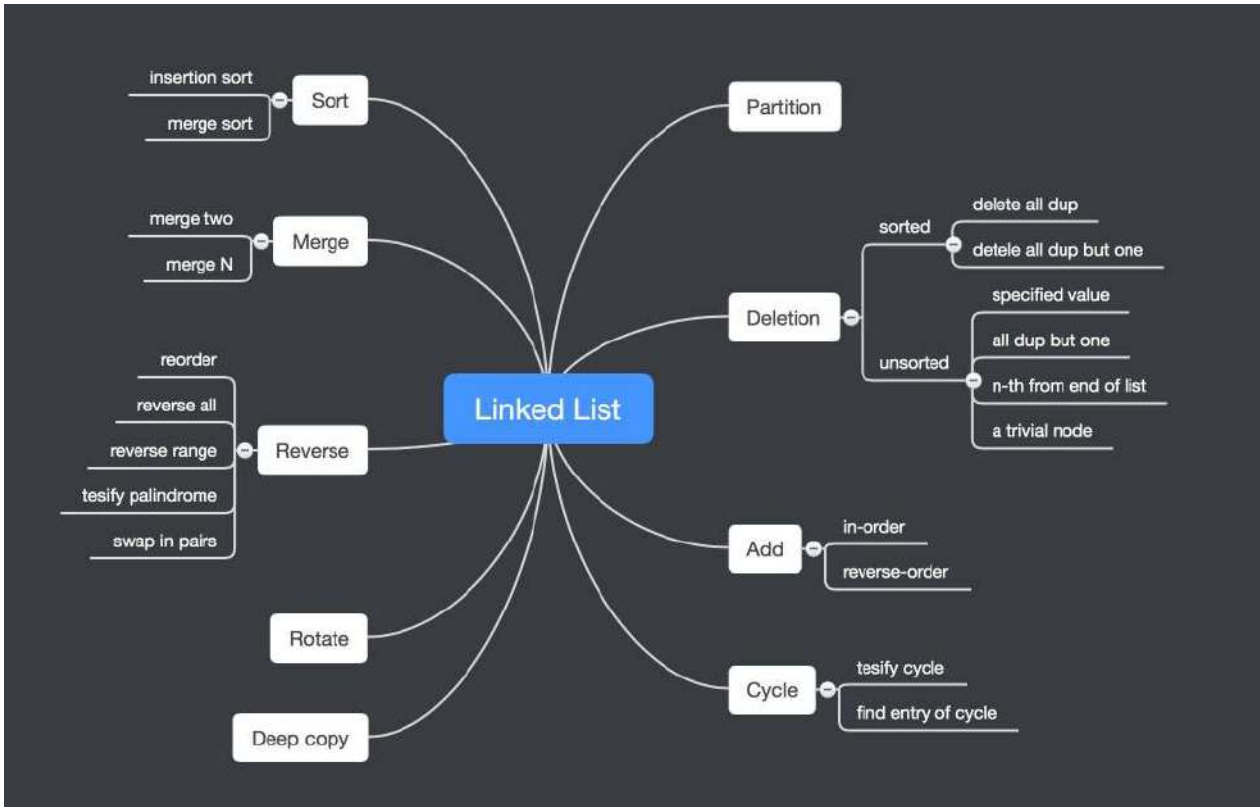 Linked List
Sort
insertion sort
merge sort
Merge
merge two
merge N
Reverse
reorder
reverse all
reverse range
tesify palindrome
swap in pairs
Rotate
Deep copy
Partition
Deletion
sorted
delete all dup
detele all dup but one
unsorted
specified value
all dup but one
n-th from end of list
a trivial node
Add
in-order
reverse-order
Cycle
tesify cycle
find entry of cycle